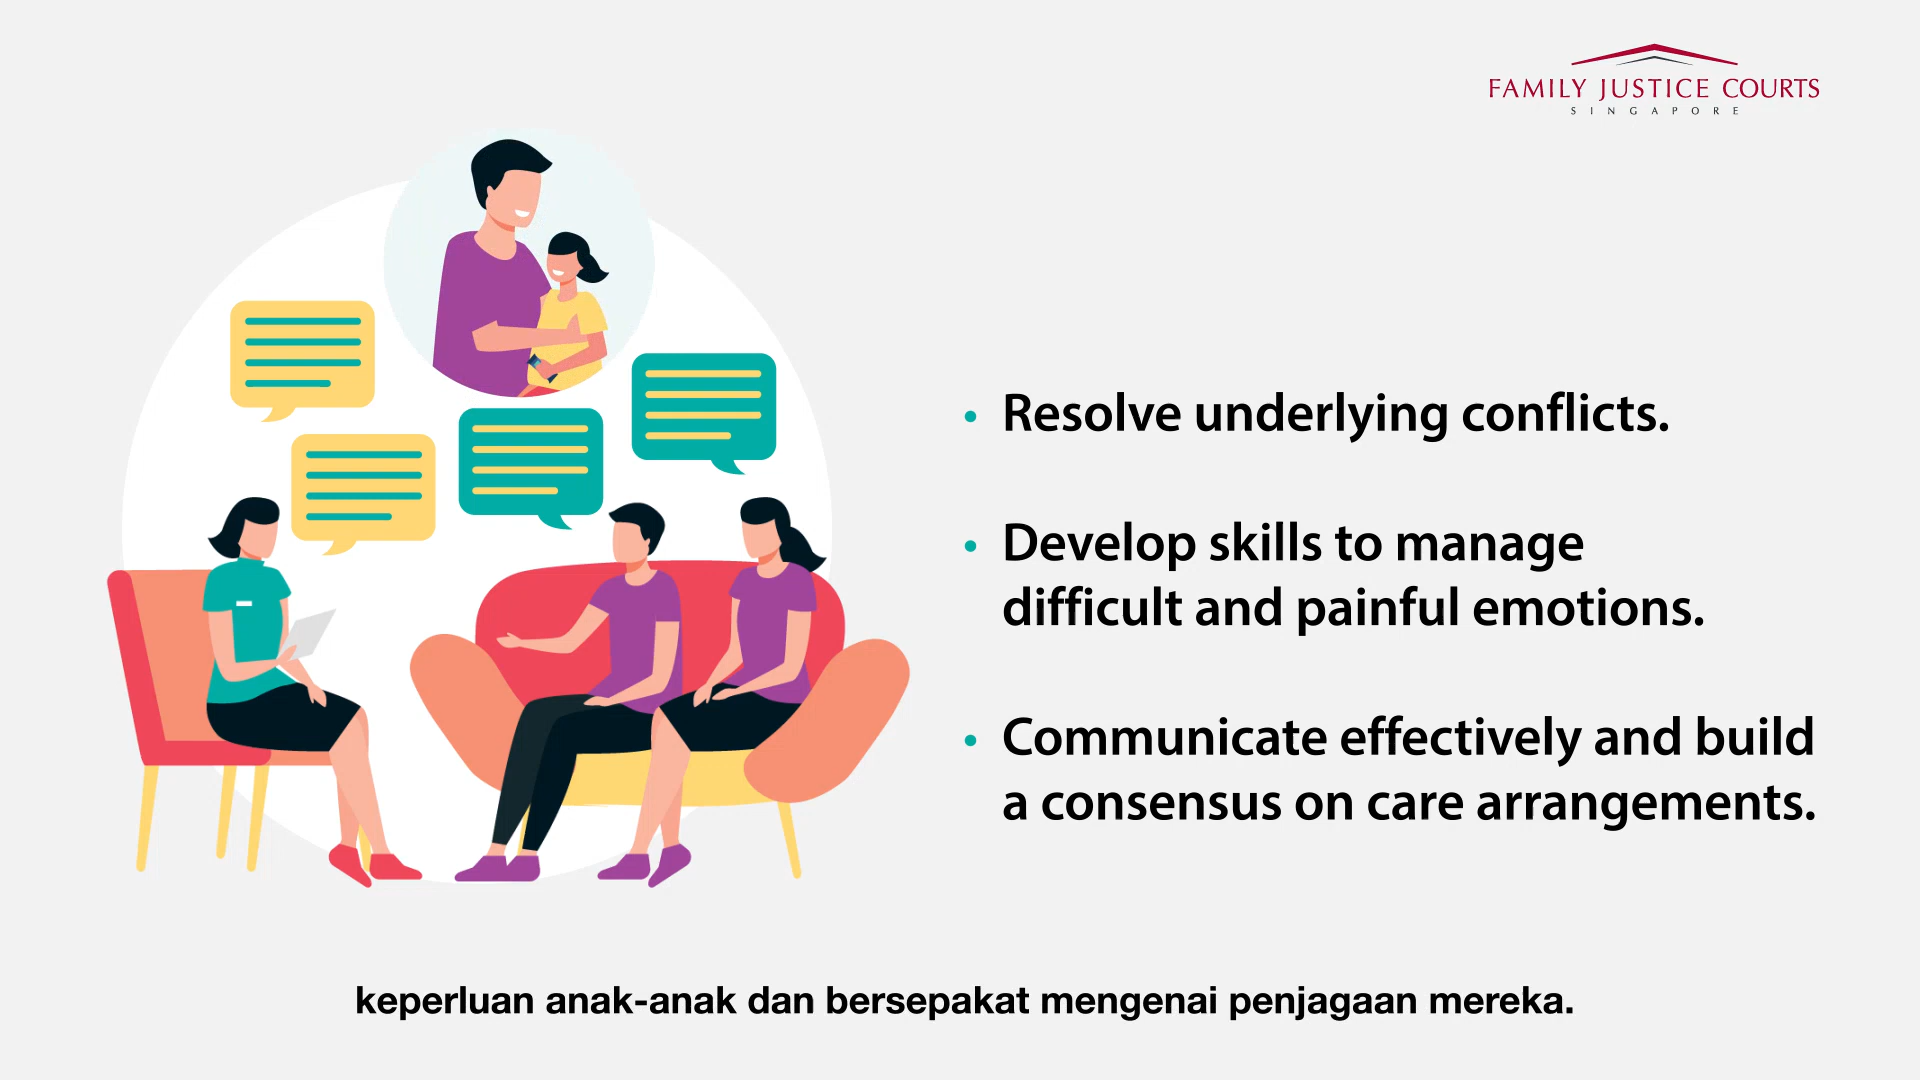 FAMILY JUSTICE COURTS
SINGAPORE
• Resolve underlying conflicts.
• Develop skills to manage
difficult and painful emotions.
• Communicate effectively and build
a consensus on care arrangements.
keperluan anak-anak dan bersepakat mengenai penjagaan mereka.